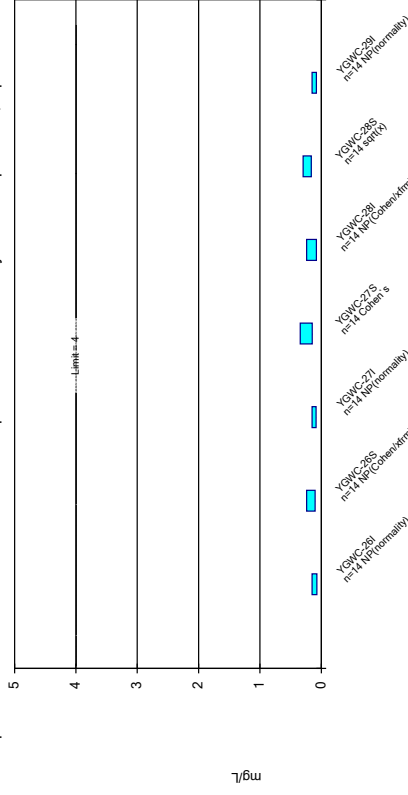 5
4
3
2
1
0
mg/L
Limit = 4
YGWC-26I
n=14 NP(normality)
YGWC-26S
n=14 NP(Cohen/xfrm)
YGWC-27I
n=14 NP(normality)
YGWC-27S
n=14 Cohen`s
YGWC-28I
n=14 NP(Cohen/xfrm)
YGWC-28S
n=14 sqrt(x)
YGWC-29I
n=14 NP(normality)